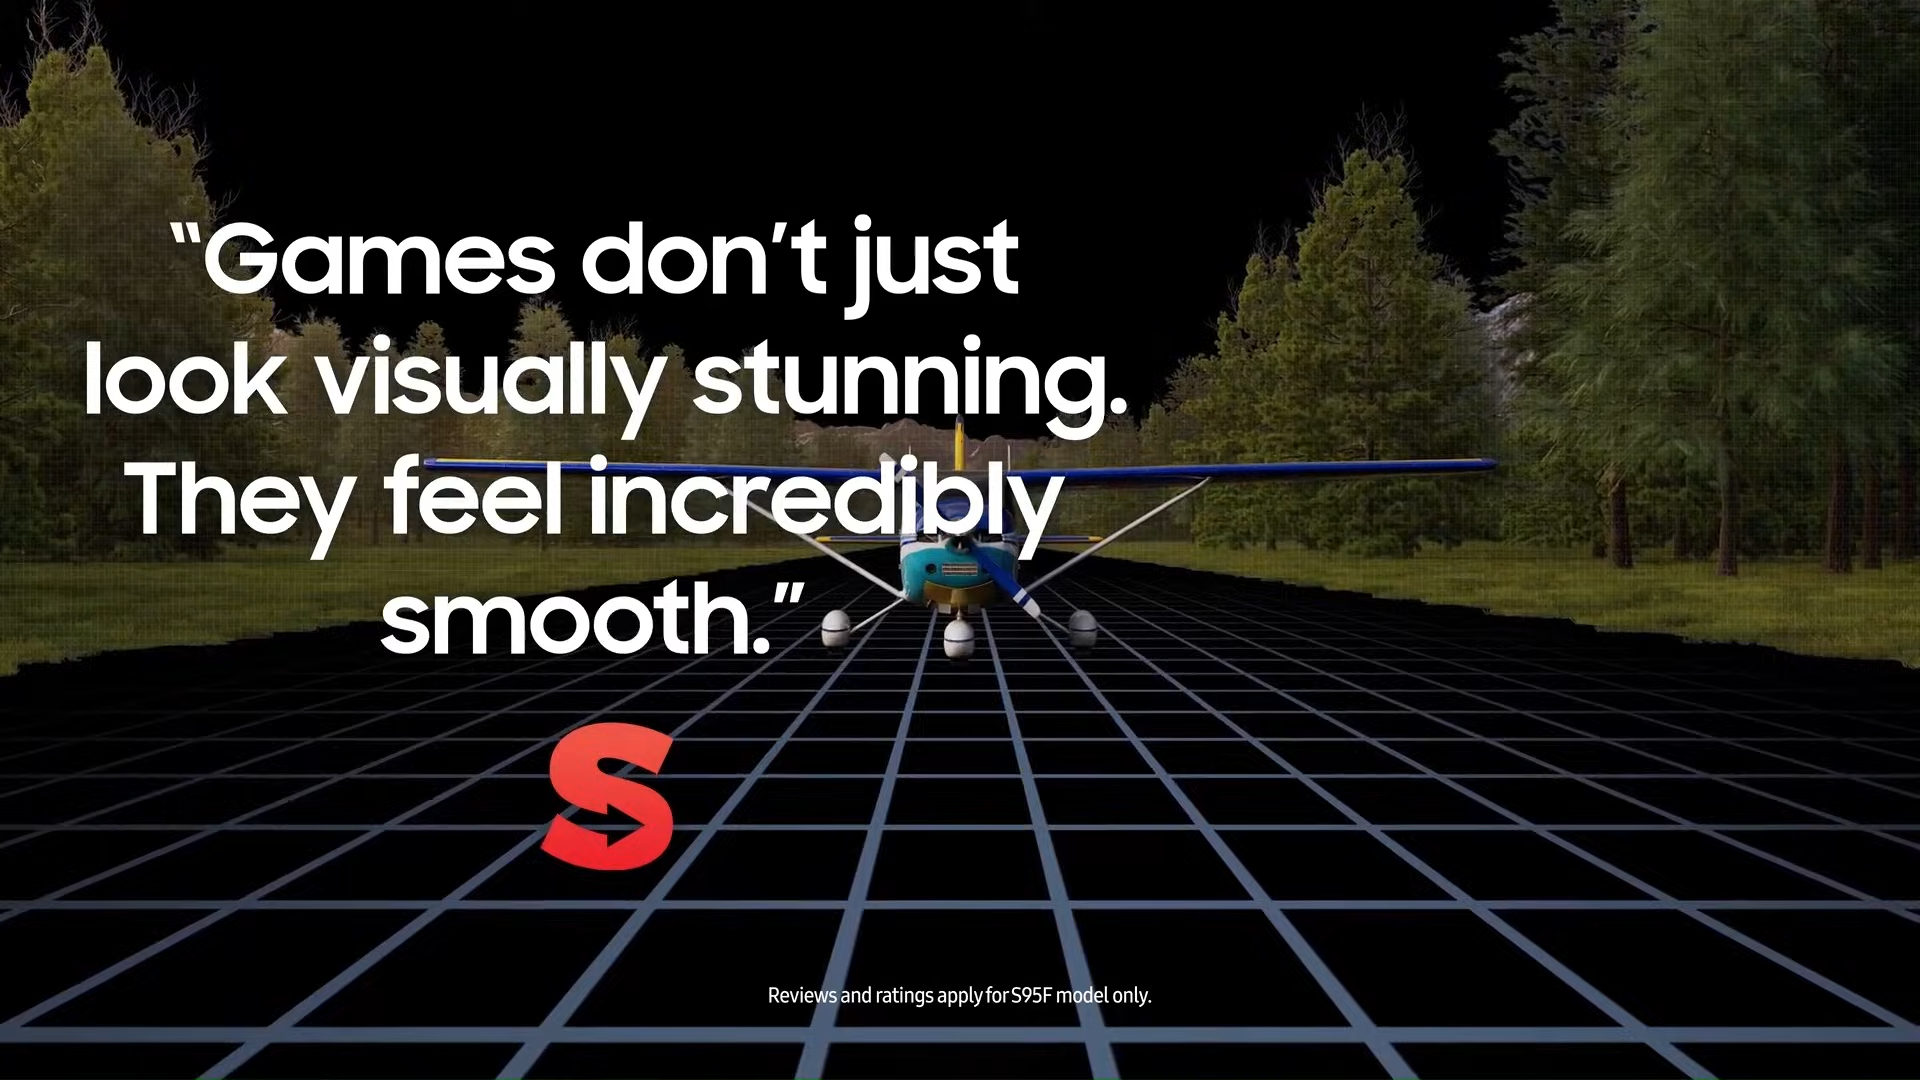 “Games don’t just
look visually stunning.
They feel incredibly
smooth.”
S
Reviews and ratings apply for S95F model only.